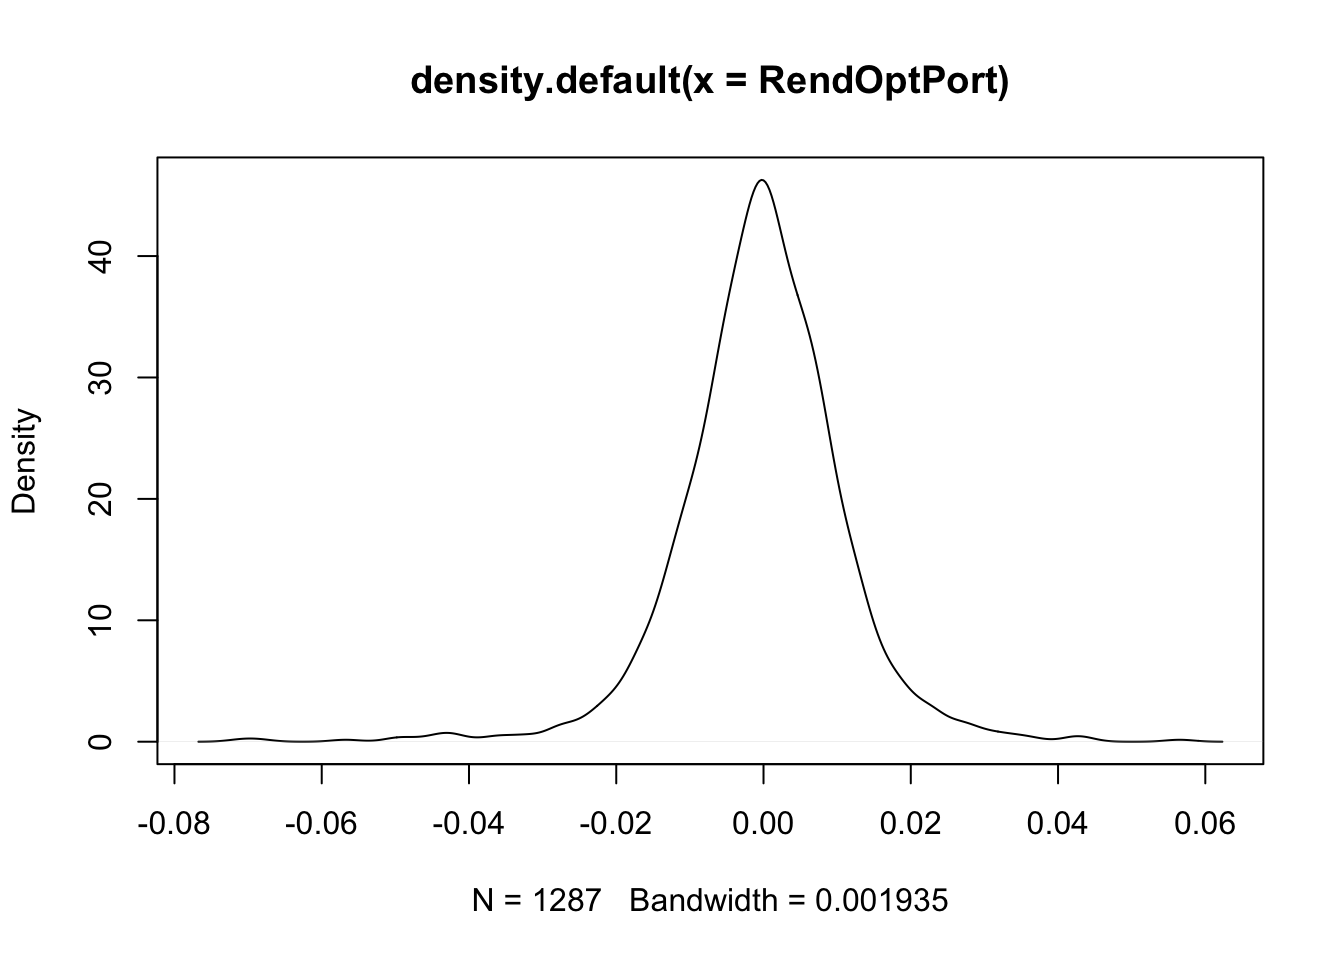 density.default(x = RendOptPort)
Density
40
30
20
10
0
-0.08 -0.06 -0.04 -0.02 0.00 0.02 0.04 0.06
N = 1287 Bandwidth = 0.001935